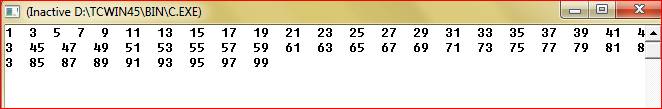 (Inactive D:\TCWIN45\BIN\C.EXE)
1 3 5 7 9 11 13 15 17 19 21 23 25 27 29 31 33 35 37 39 41 4
3 45 47 49 51 53 55 57 59 61 63 65 67 69 71 73 75 77 79 81 8
3 85 87 89 91 93 95 97 99